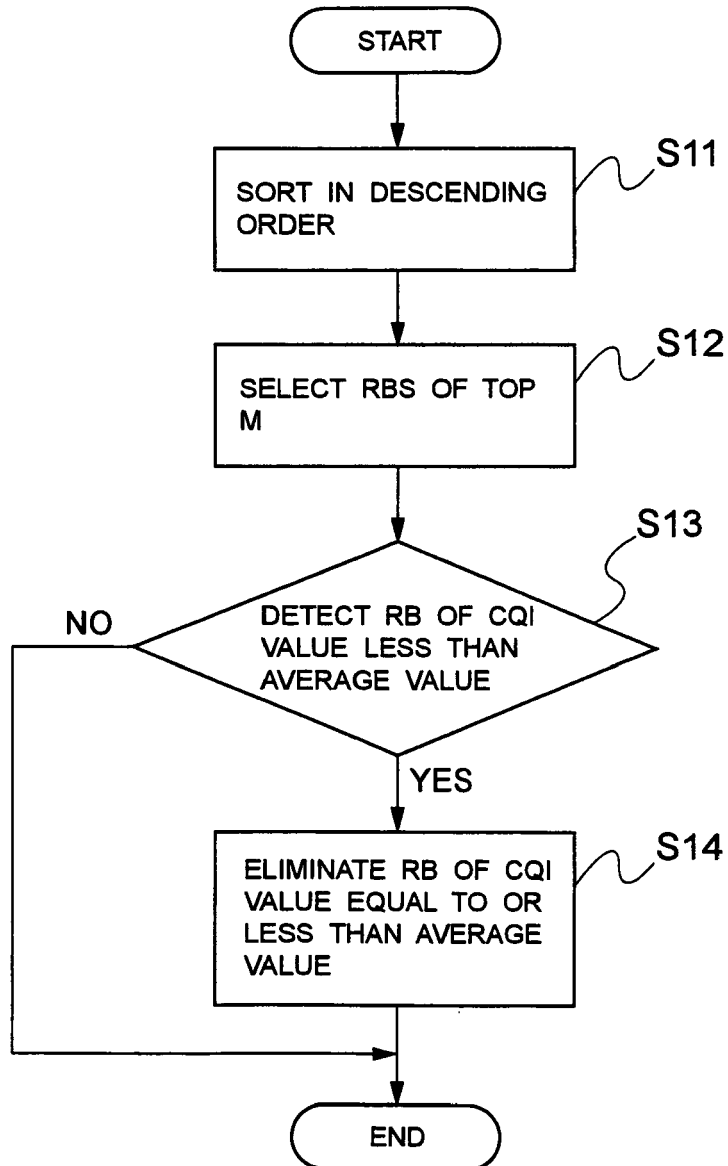 START
S11
SORT IN DESCENDING
ORDER
S12
SELECT RBS OF TOP
M
S13
NO
DETECT RB OF CQI
VALUE LESS THAN
AVERAGE VALUE
YES
S14
ELIMINATE RB OF CQI
VALUE EQUAL TO OR
LESS THAN AVERAGE
VALUE
END